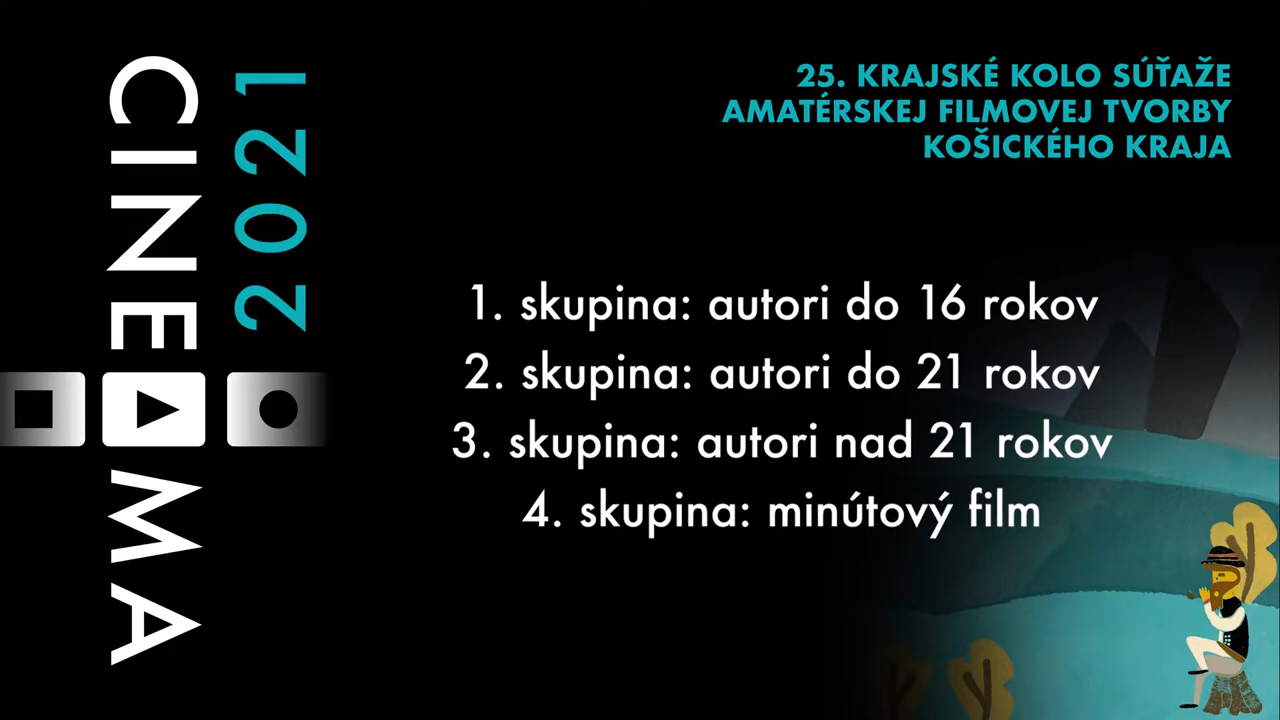 CINEMA
2021
25. KRAJSKÉ KOLO SÚŤAŽE
AMATÉRSKEJ FILMOVEJ TVORBY
KOŠICKÉHO KRAJA
1. skupina: autori do 16 rokov
2. skupina: autori do 21 rokov
3. skupina: autori nad 21 rokov
4. skupina: minútový film